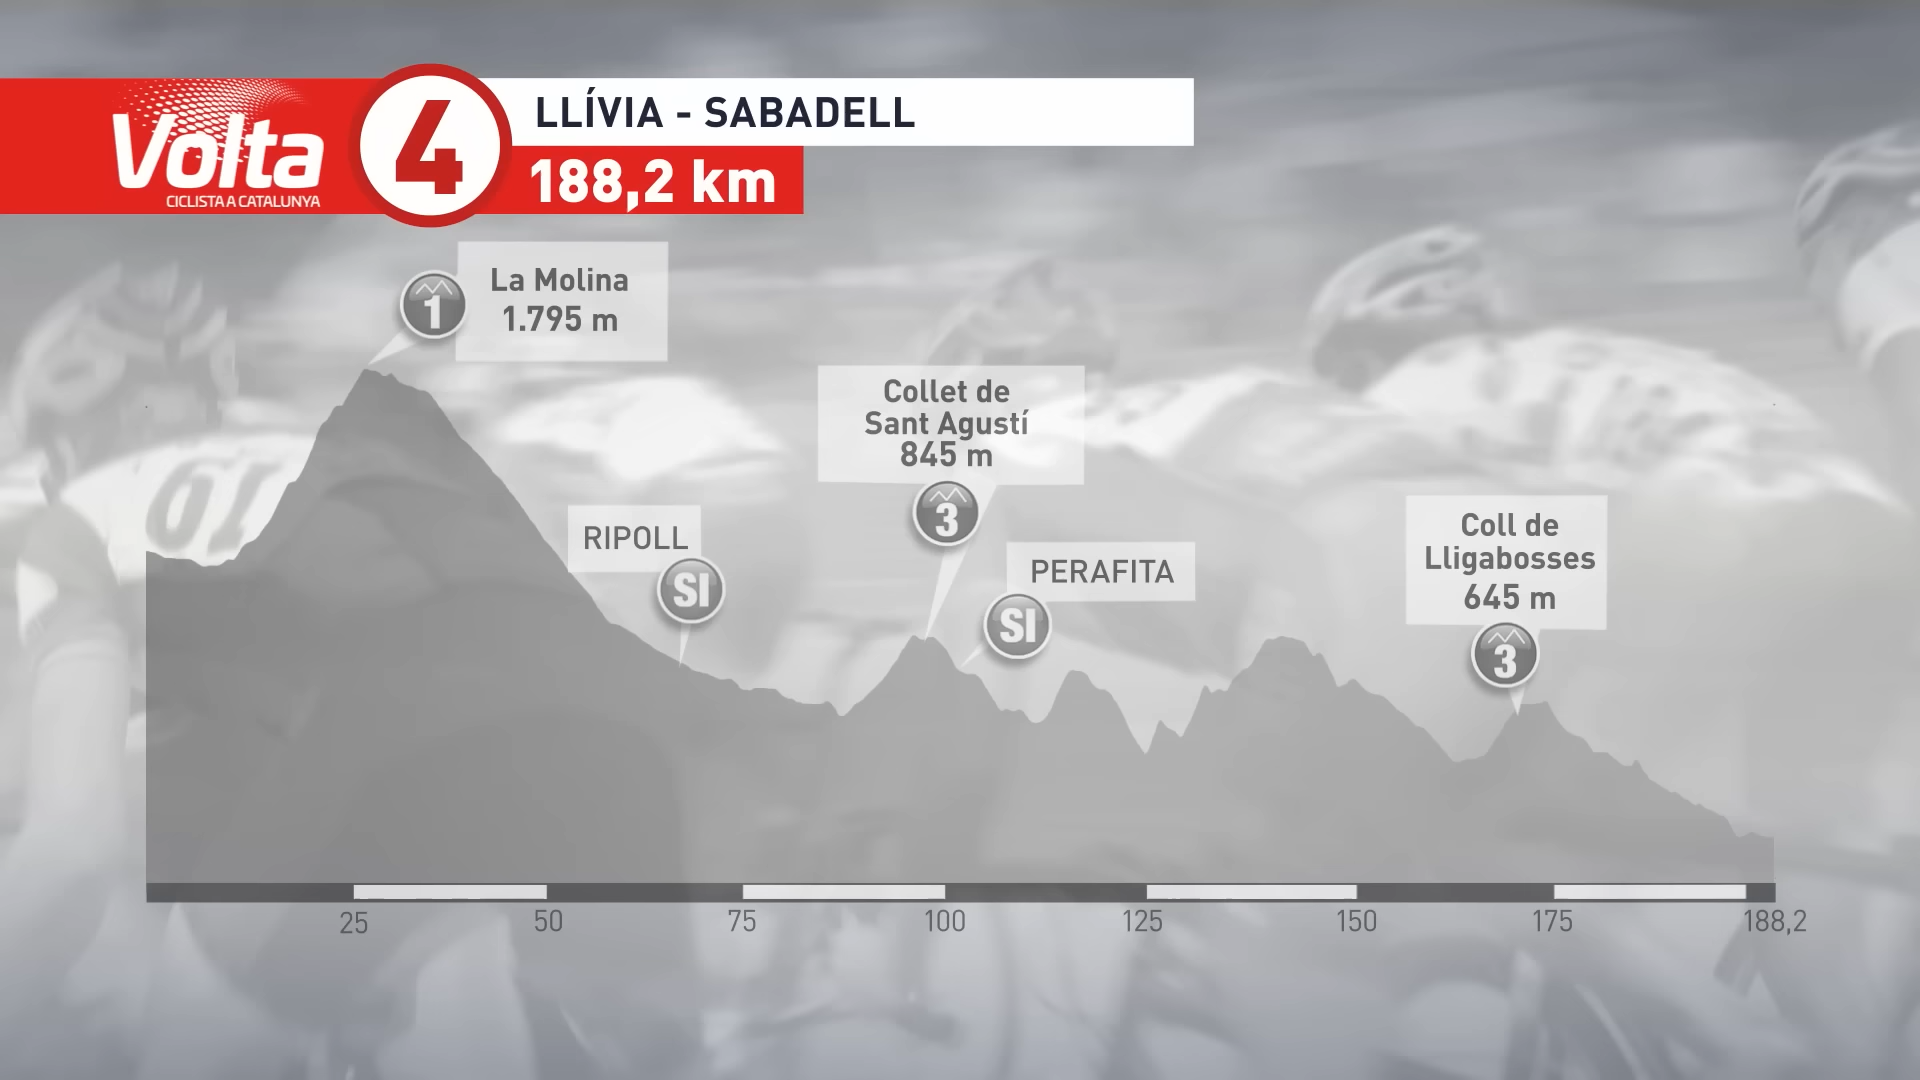 Volta
CICLISTA A CATALUNYA
4
LLÍVIA - SABADELL
188,2 km
1
La Molina
1.795 m
RIPOLL
SI
Collet de
Sant Agustí
845 m
3
PERAFITA
SI
Coll de
Lligabosses
645 m
3
25 50 75 100 125 150 175 188,2